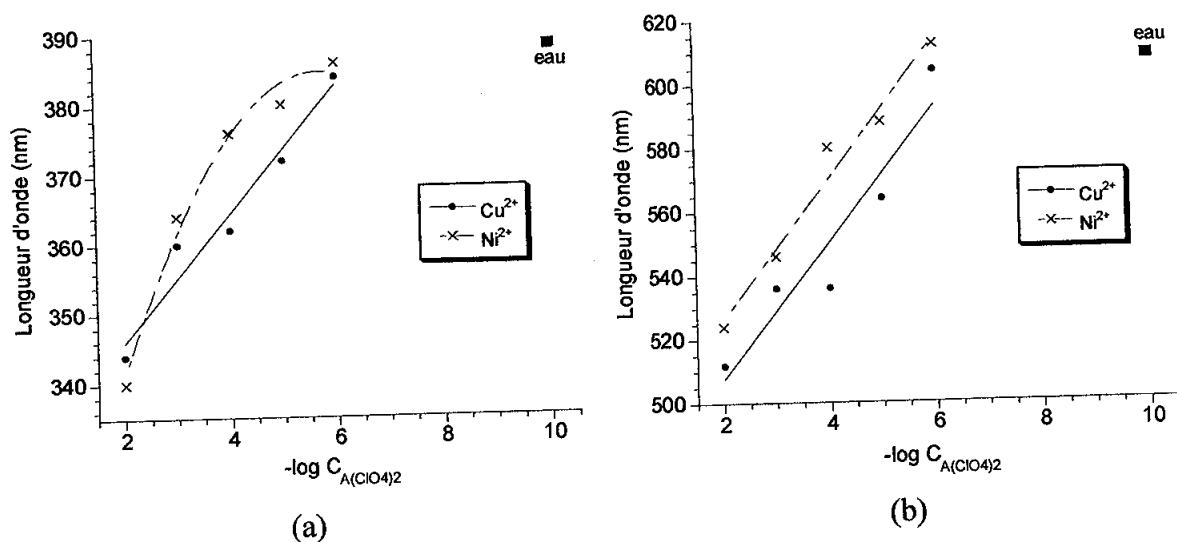 390
380
370
360
350
340
Longueur d'onde (nm)
eau
Cu²⁺
Ni²⁺
2
4
6
8
10
-log C_A(ClO4)2
(a)
620
600
580
560
540
520
500
Longueur d'onde (nm)
eau
Cu²⁺
Ni²⁺
2
4
6
8
10
-log C_A(ClO4)2
(b)